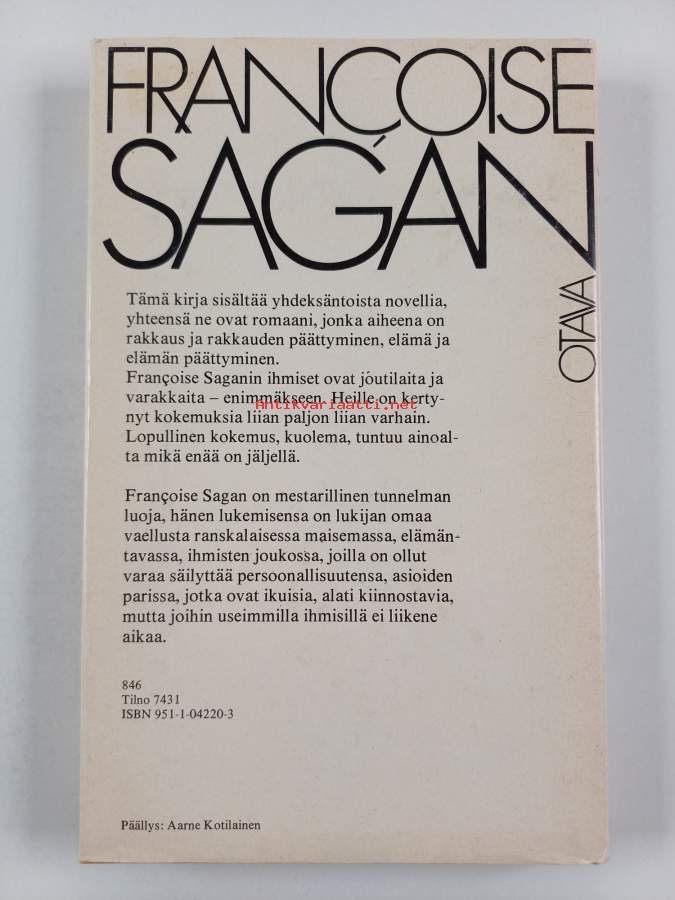 FRANÇOISE
SAGAN
OTAVA
Tämä kirja sisältää yhdeksäntoista novellia,
yhteensä ne ovat romaani, jonka aiheena on
rakkaus ja rakkauden päättyminen, elämä ja
elämän päättyminen.
Françoise Saganin ihmiset ovat joutilaita ja
varakkaita – enimmäkseen. Heille on kerty-
Antikvariaatti.net
nyt kokemuksia liian paljon liian varhain.
Lopullinen kokemus, kuolema, tuntuu ainoal-
ta mikä enää on jäljellä.
Françoise Sagan on mestarillinen tunnelman
luoja, hänen lukemisensa on lukijan omaa
vaellusta ranskalaisessa maisemassa, elämän-
tavassa, ihmisten joukossa, joilla on ollut
varaa säilyttää persoonallisuutensa, asioiden
parissa, jotka ovat ikuisia, alati kiinnostavia,
mutta joihin useimmilla ihmisillä ei liikene
aikaa.
846
Tilno 7431
ISBN 951-1-04220-3
Päällys: Aarne Kotilainen